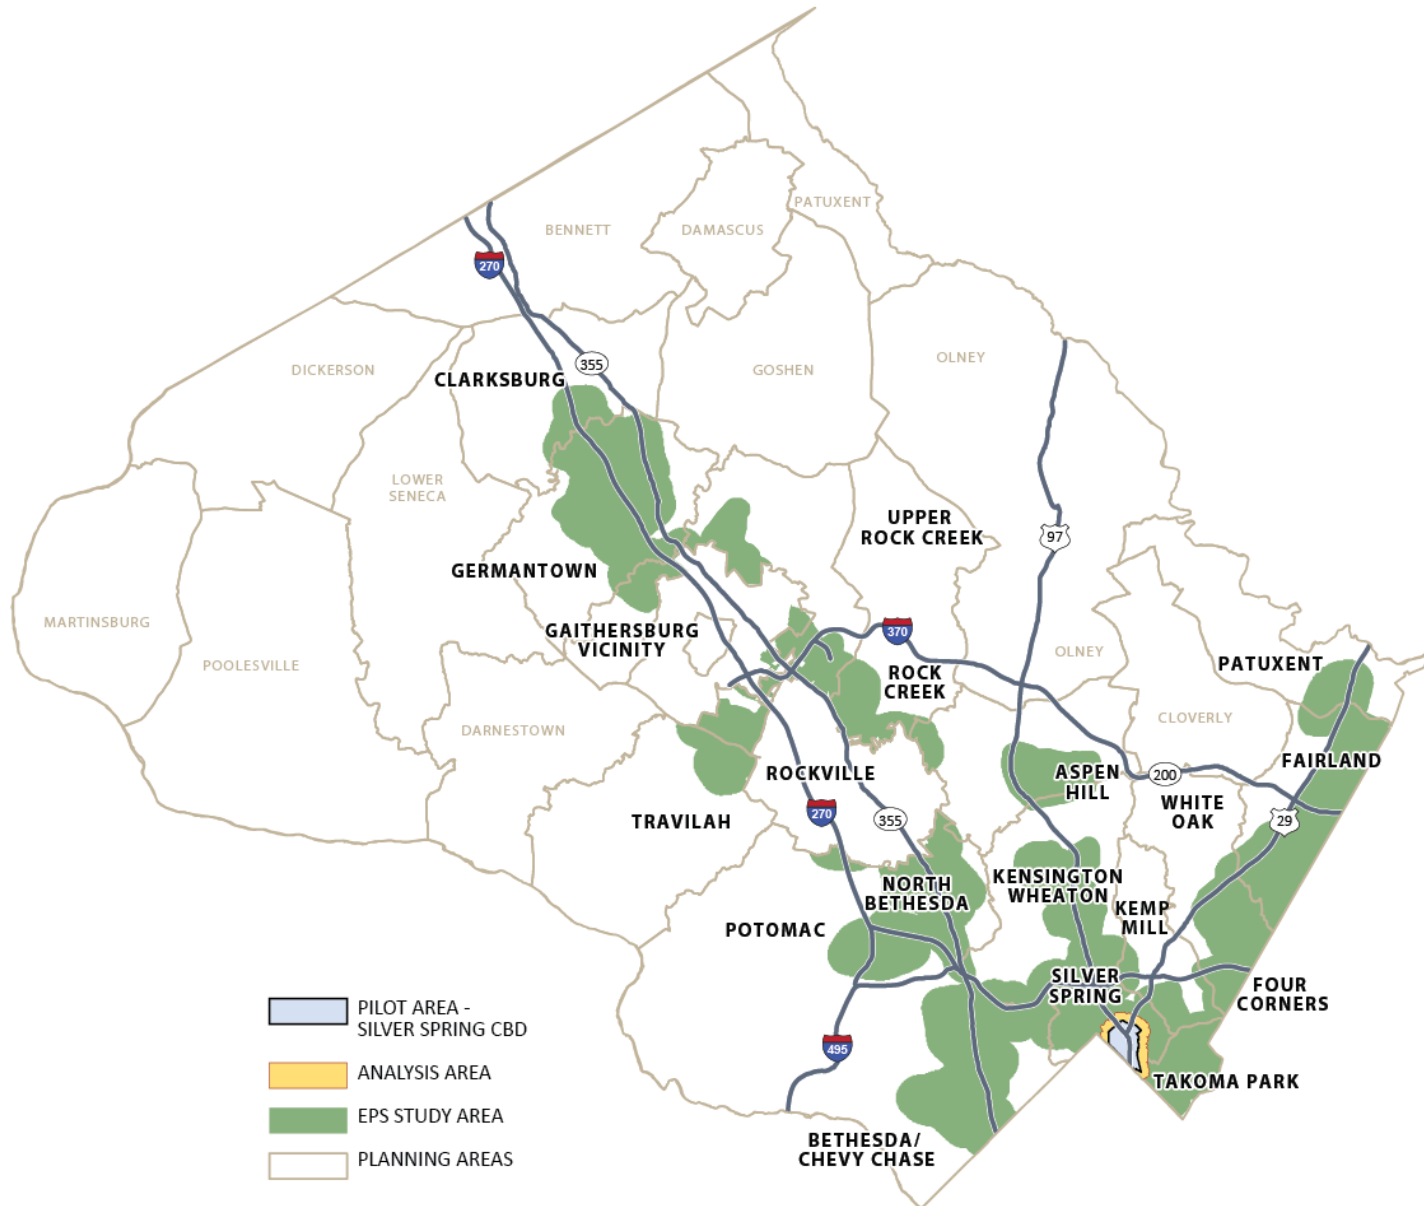 PATUXENT
BENNETT
DAMASCUS
270
355
DICKERSON
CLARKSBURG
GOSHEN
OLNEY
LOWER
SENECA
UPPER
ROCK CREEK
97
GERMANTOWN
MARTINSBURG
GAITHERSBURG
VICINITY
370
POOLESVILLE
OLNEY
PATUXENT
ROCK
CREEK
CLOVERLY
DARNESTOWN
FAIRLAND
ROCKVILLE
ASPEN
HILL
200
WHITE
OAK
TRAVILAH
270
355
29
NORTH
BETHESDA
KENSINGTON
WHEATON
KEMP
MILL
POTOMAC
SILVER
SPRING
FOUR
CORNERS
495
TAKOMA PARK
BETHESDA/
CHEVY CHASE
PILOT AREA -
SILVER SPRING CBD
ANALYSIS AREA
EPS STUDY AREA
PLANNING AREAS